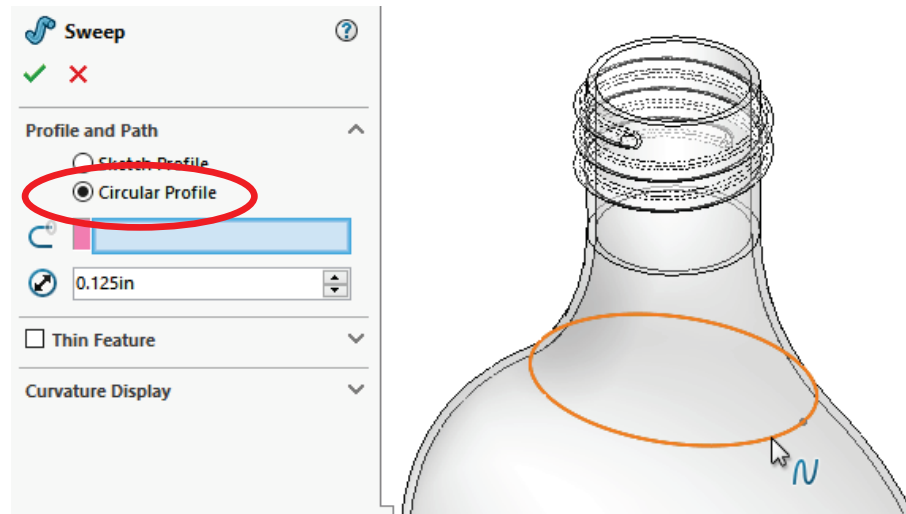 Sweep
Profile and Path
Sketch Profile
Circular Profile
0.125in
Thin Feature
Curvature Display